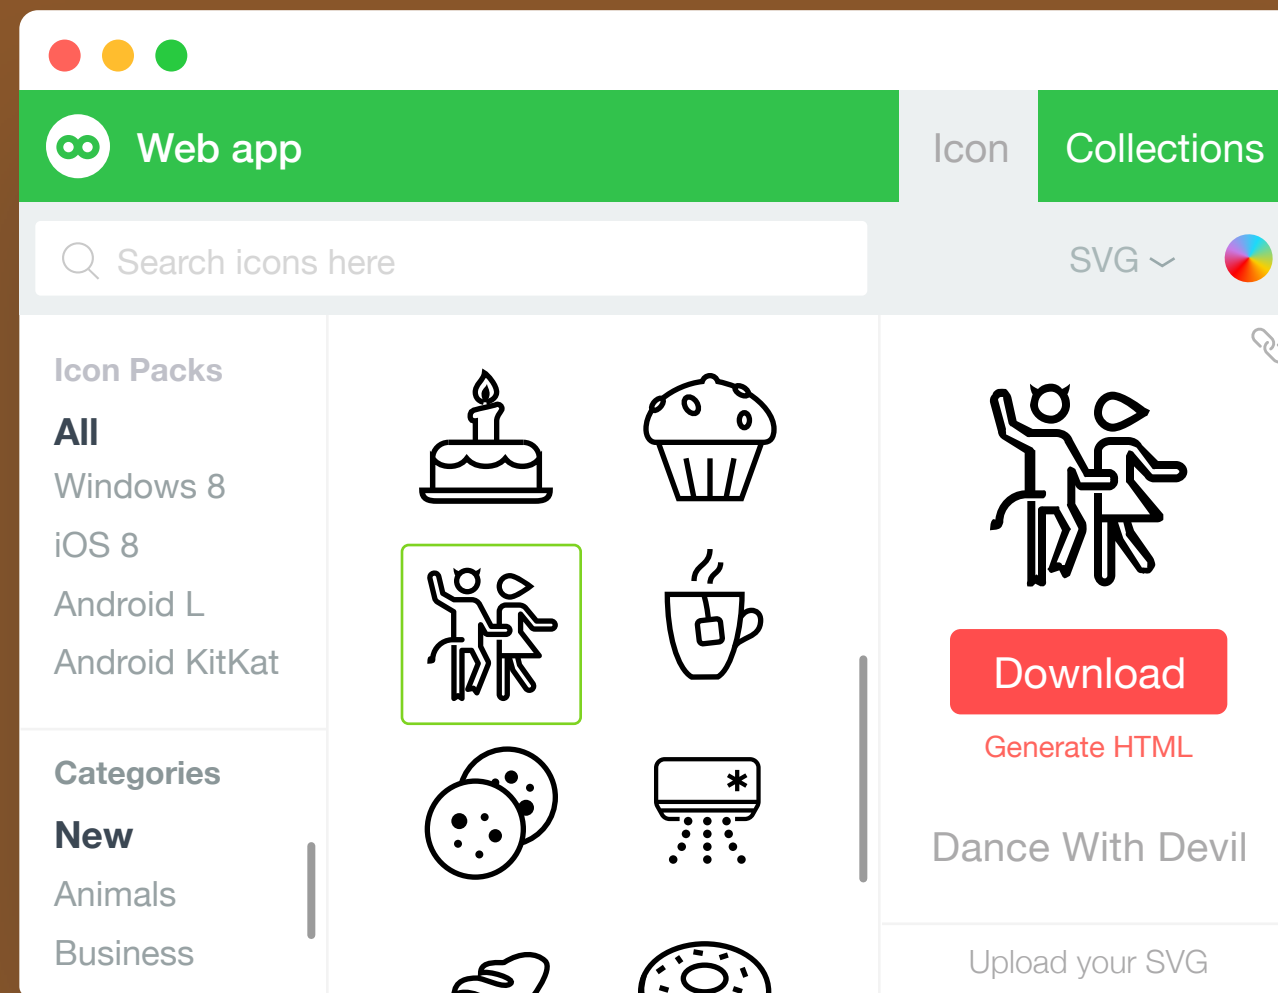 Web app
Icon
Collections
Search icons here
SVG
Icon Packs
All
Windows 8
iOS 8
Android L
Android KitKat
Categories
New
Animals
Business
Download
Generate HTML
Dance With Devil
Upload your SVG